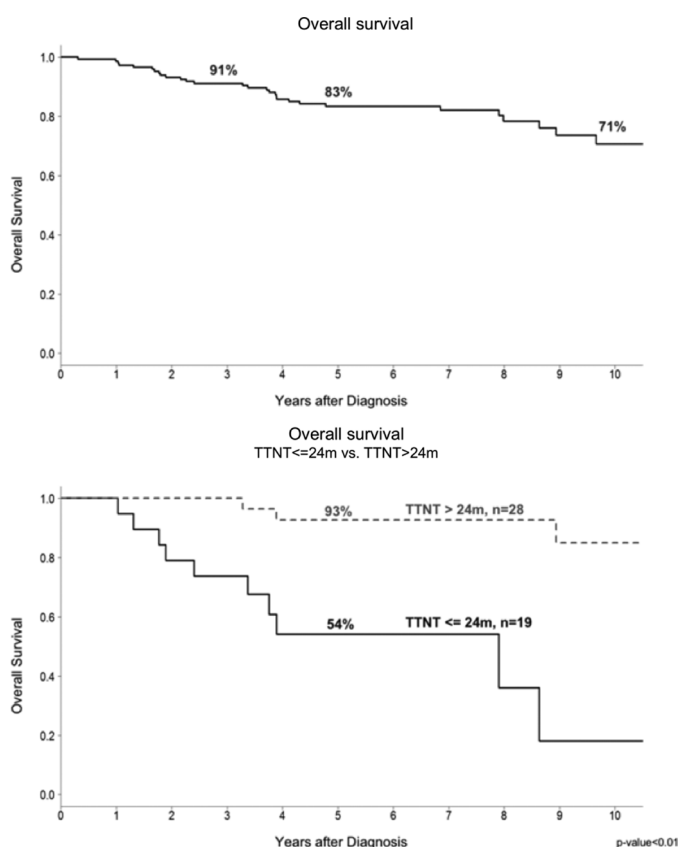 Overall survival
1.0
0.8
0.6
0.4
0.2
0.0
Overall Survival
91%
83%
71%
0 1 2 3 4 5 6 7 8 9 10
Years after Diagnosis
Overall survival
TTNT<=24m vs. TTNT>24m
1.0
0.8
0.6
0.4
0.2
0.0
Overall Survival
93%
TTNT > 24m, n=28
54%
TTNT <= 24m, n=19
0 1 2 3 4 5 6 7 8 9 10
Years after Diagnosis
p-value<0.01